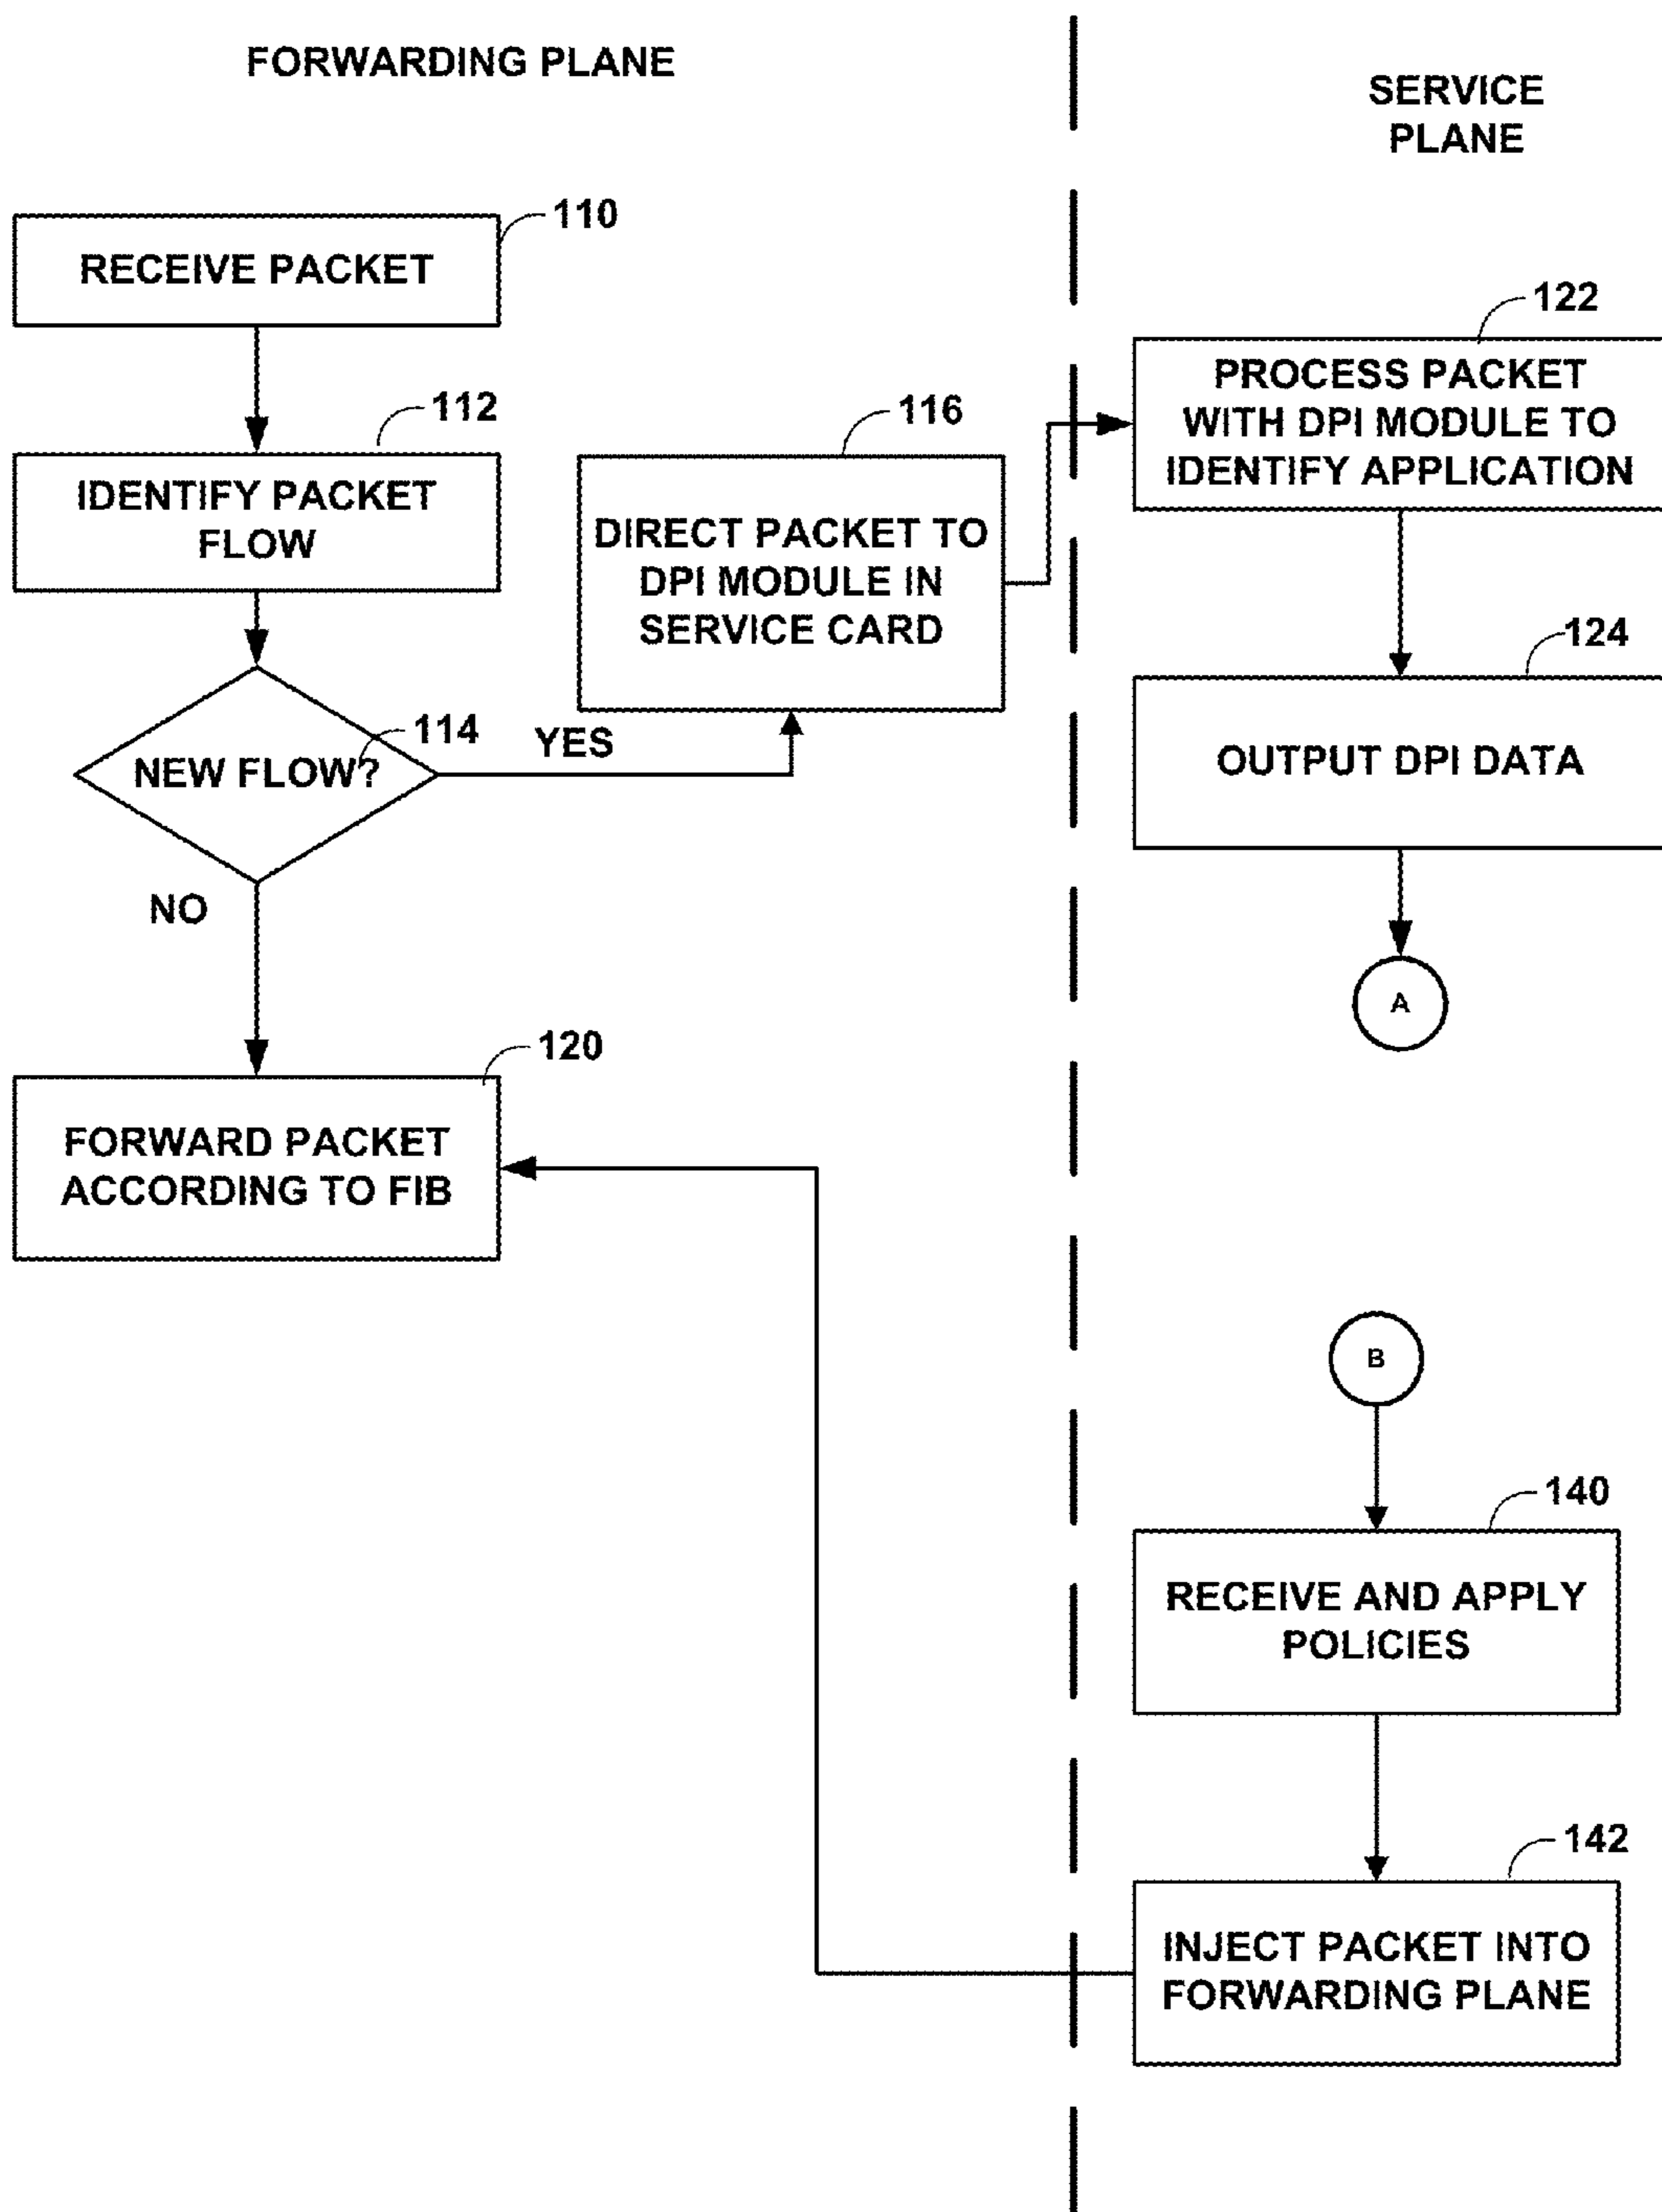 FORWARDING PLANE
SERVICE
PLANE
110
RECEIVE PACKET
112
IDENTIFY PACKET
FLOW
114
NEW FLOW?
YES
NO
116
DIRECT PACKET TO
DPI MODULE IN
SERVICE CARD
120
FORWARD PACKET
ACCORDING TO FIB
122
PROCESS PACKET
WITH DPI MODULE TO
IDENTIFY APPLICATION
124
OUTPUT DPI DATA
A
B
140
RECEIVE AND APPLY
POLICIES
142
INJECT PACKET INTO
FORWARDING PLANE